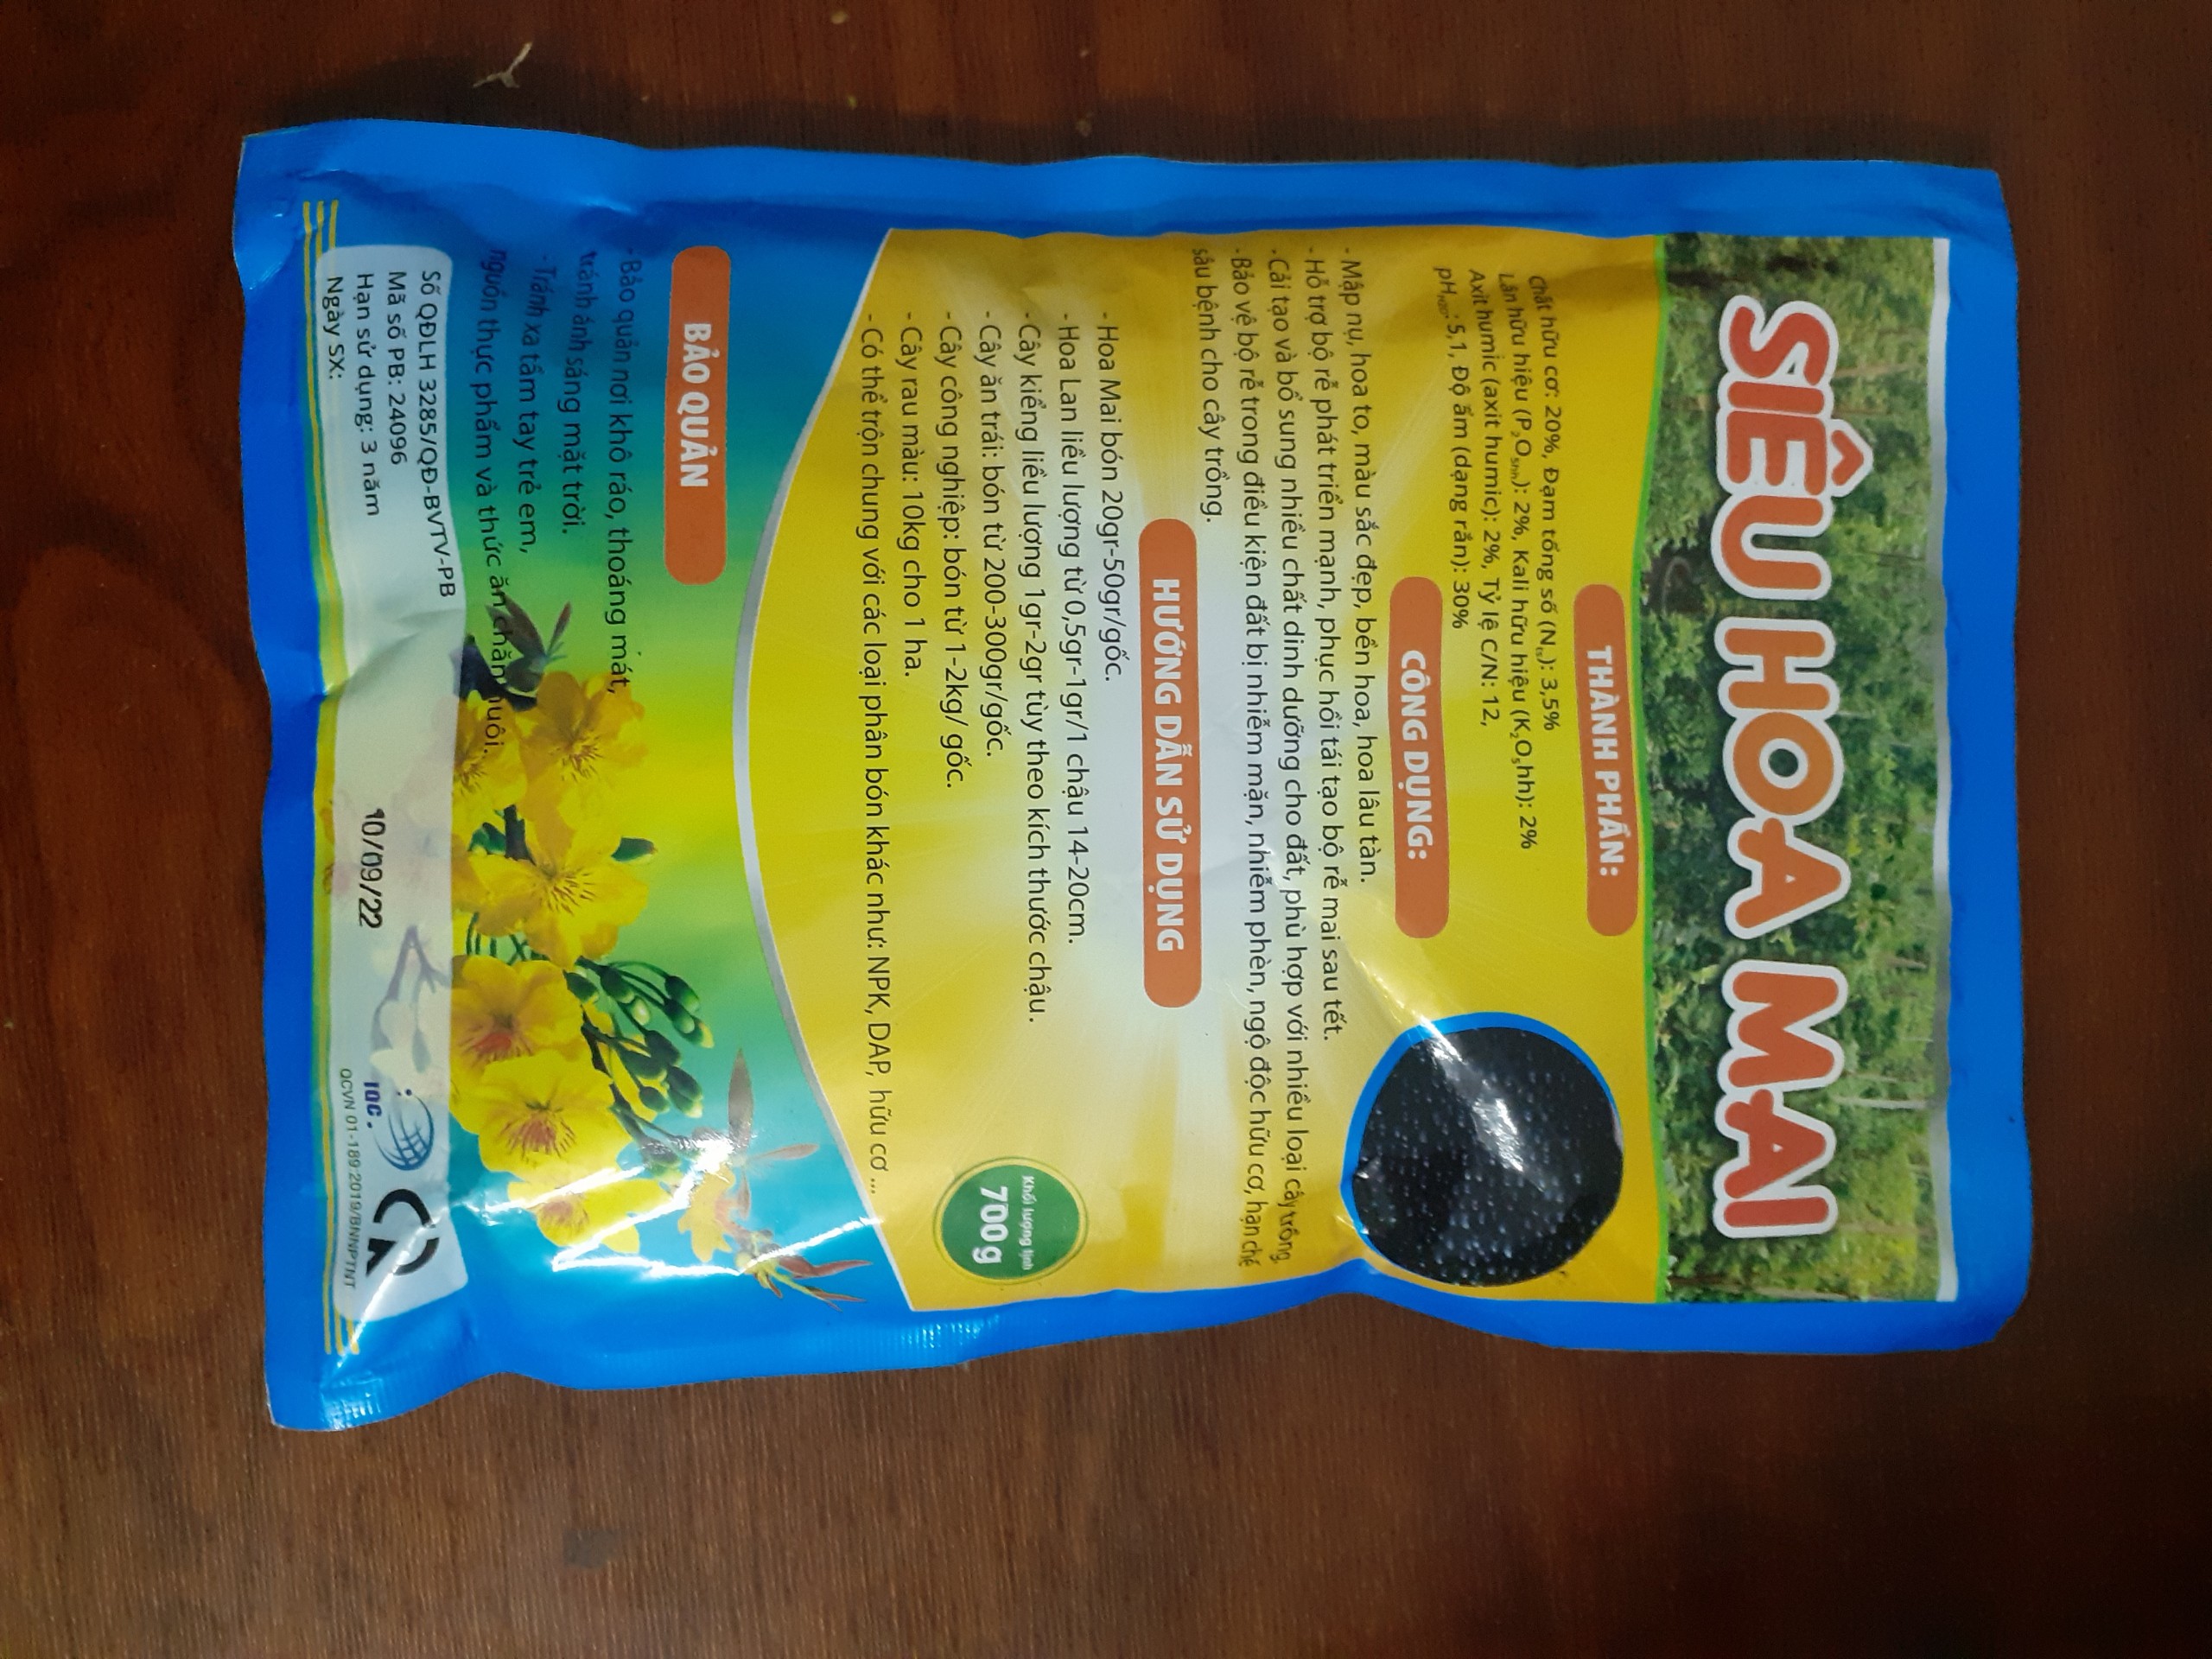 SIÊU HOA MAI
THÀNH PHẦN:
Chất hữu cơ: 20%, Đạm tổng số (Nts): 3,5%
Lân hữu hiệu (P2O5hh): 2%, Kali hữu hiệu (K2O5hh): 2%
Axit humic (axit humic): 2%, Tỷ lệ C/N: 12,
pHH2O: 5,1, Độ ẩm (dạng rắn): 30%
CÔNG DỤNG:
- Mập nụ, hoa to, màu sắc đẹp, bền hoa, hoa lâu tàn.
- Hỗ trợ bộ rễ phát triển mạnh, phục hồi tái tạo bộ rễ mai sau tết.
- Cải tạo và bổ sung nhiều chất dinh dưỡng cho đất, phù hợp với nhiều loại cây trồng.
- Bảo vệ bộ rễ trong điều kiện đất bị nhiễm mặn, nhiễm phèn, ngộ độc hữu cơ, hạn chế
sâu bệnh cho cây trồng.
HƯỚNG DẪN SỬ DỤNG
- Hoa Mai bón 20gr-50gr/gốc.
- Hoa Lan liều lượng từ 0,5gr-1gr/1 chậu 14-20cm.
- Cây kiểng liều lượng 1gr-2gr tùy theo kích thước chậu.
- Cây ăn trái: bón từ 200-300gr/gốc.
- Cây công nghiệp: bón từ 1-2kg/ gốc.
- Cây rau màu: 10kg cho 1 ha.
- Có thể trộn chung với các loại phân bón khác như: NPK, DAP, hữu cơ ...
Khối lượng tịnh
700g
BẢO QUẢN
- Bảo quản nơi khô ráo, thoáng mát,
tránh ánh sáng mặt trời.
- Tránh xa tầm tay trẻ em,
nguồn thực phẩm và thức ăn chăn nuôi.
Số QĐLH 3285/QĐ-BVTV-PB
Mã số PB: 24096
Hạn sử dụng: 3 năm
Ngày SX:
10/09/22
IQC.
CR
QCVN 01-189:2019/BNNPTNT